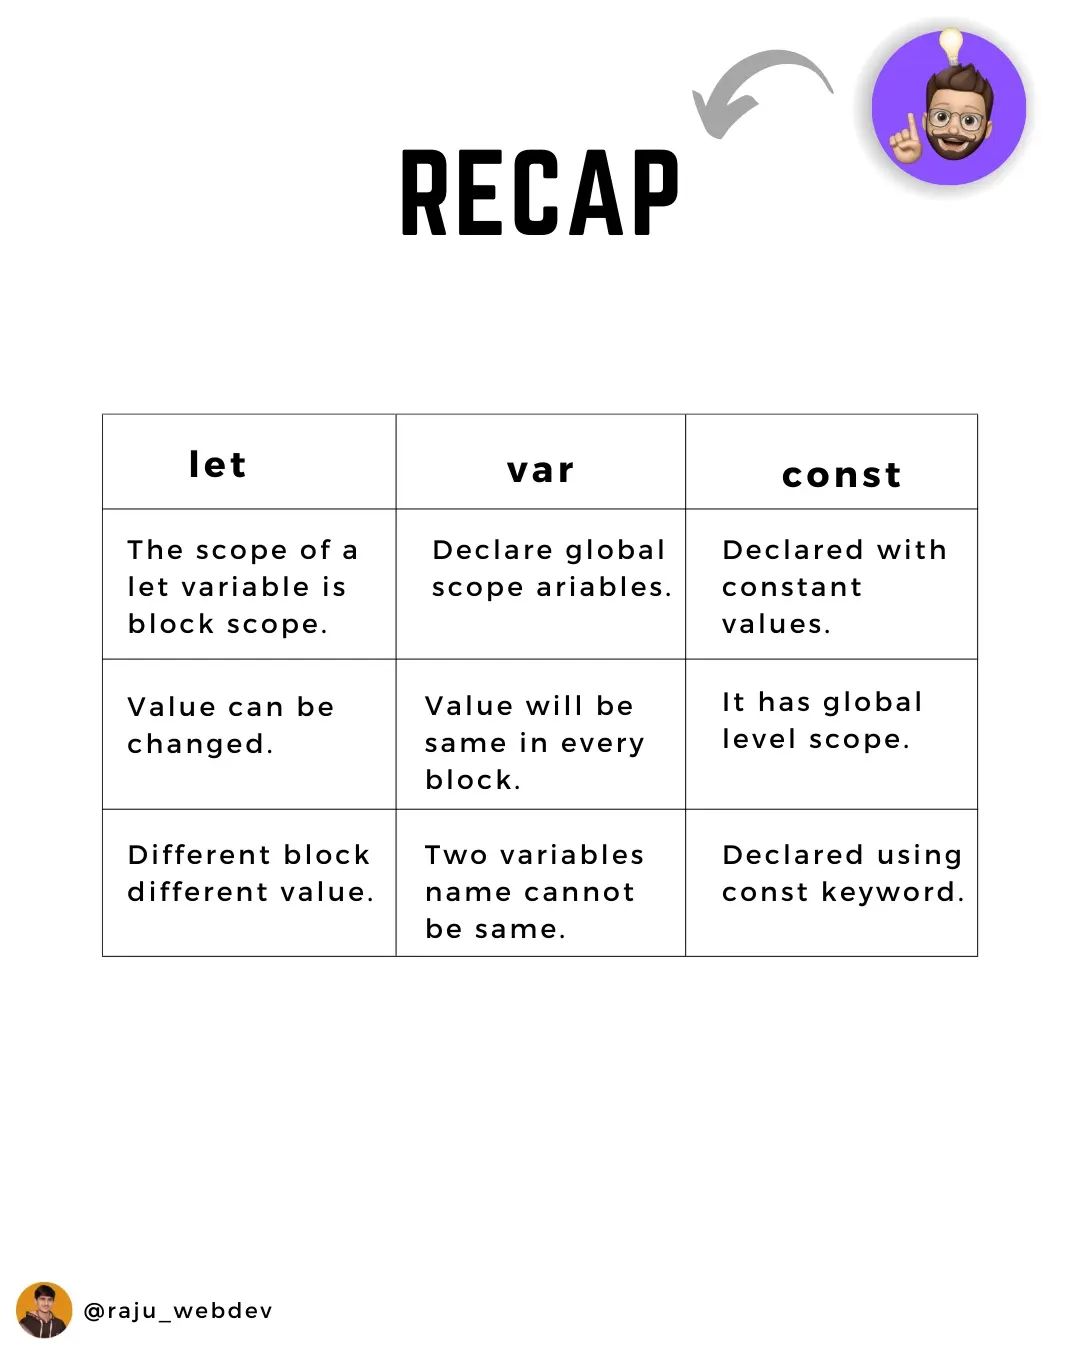 RECAP
let
var
const
The scope of a
let variable is
block scope.
Declare global
scope ariables.
Declared with
constant
values.
Value can be
changed.
Value will be
same in every
block.
It has global
level scope.
Different block
different value.
Two variables
name cannot
be same.
Declared using
const keyword.
@raju_webdev